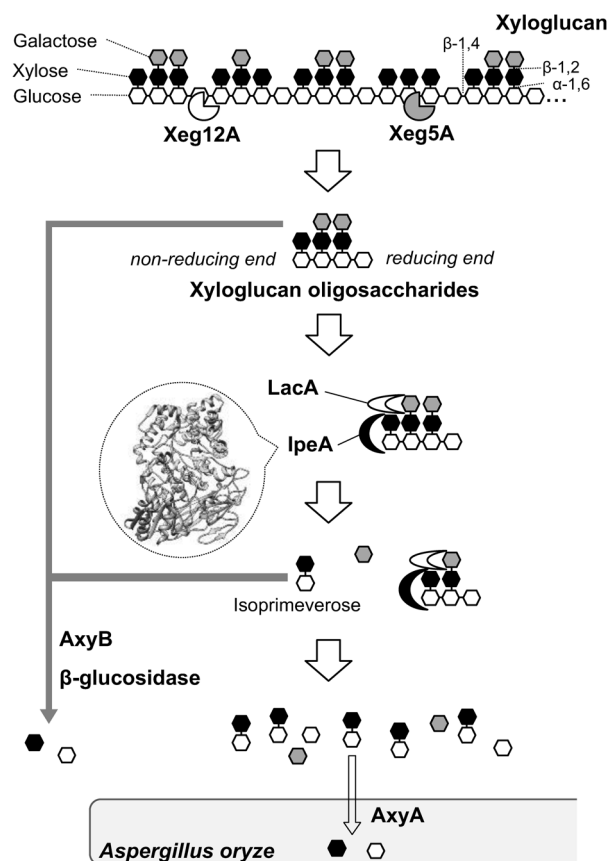 Xyloglucan
Galactose
β-1,4
Xylose
β-1,2
Glucose
α-1,6
...
Xeg12A
Xeg5A
non-reducing end
reducing end
Xyloglucan oligosaccharides
LacA
IpeA
Isoprimeverose
AxyB
β-glucosidase
AxyA
Aspergillus oryze